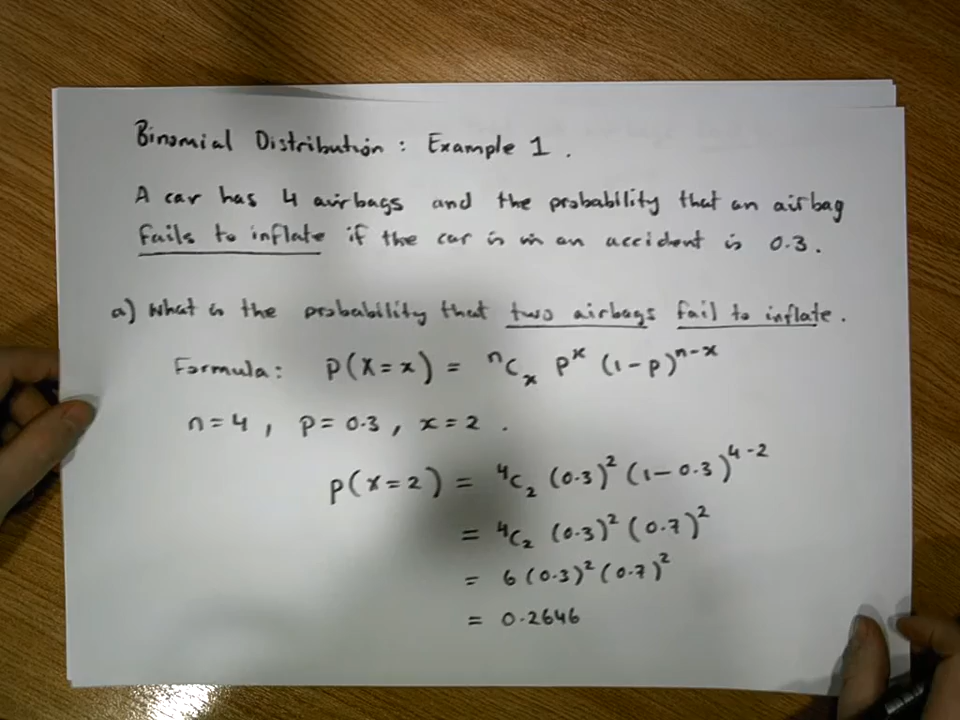 Binomial Distribution : Example 1 .
A car has 4 airbags and the probability that an airbag
fails to inflate if the car is in an accident is 0.3 .
a) What is the probability that two airbags fail to inflate .
Formula : P(X=x) = ⁿCₓ pˣ (1-p)ⁿ⁻ˣ
n=4 , p=0.3 , x=2 .
P(X=2) = ⁴C₂ (0.3)² (1-0.3)⁴⁻²
= ⁴C₂ (0.3)² (0.7)²
= 6 (0.3)² (0.7)²
= 0.2646